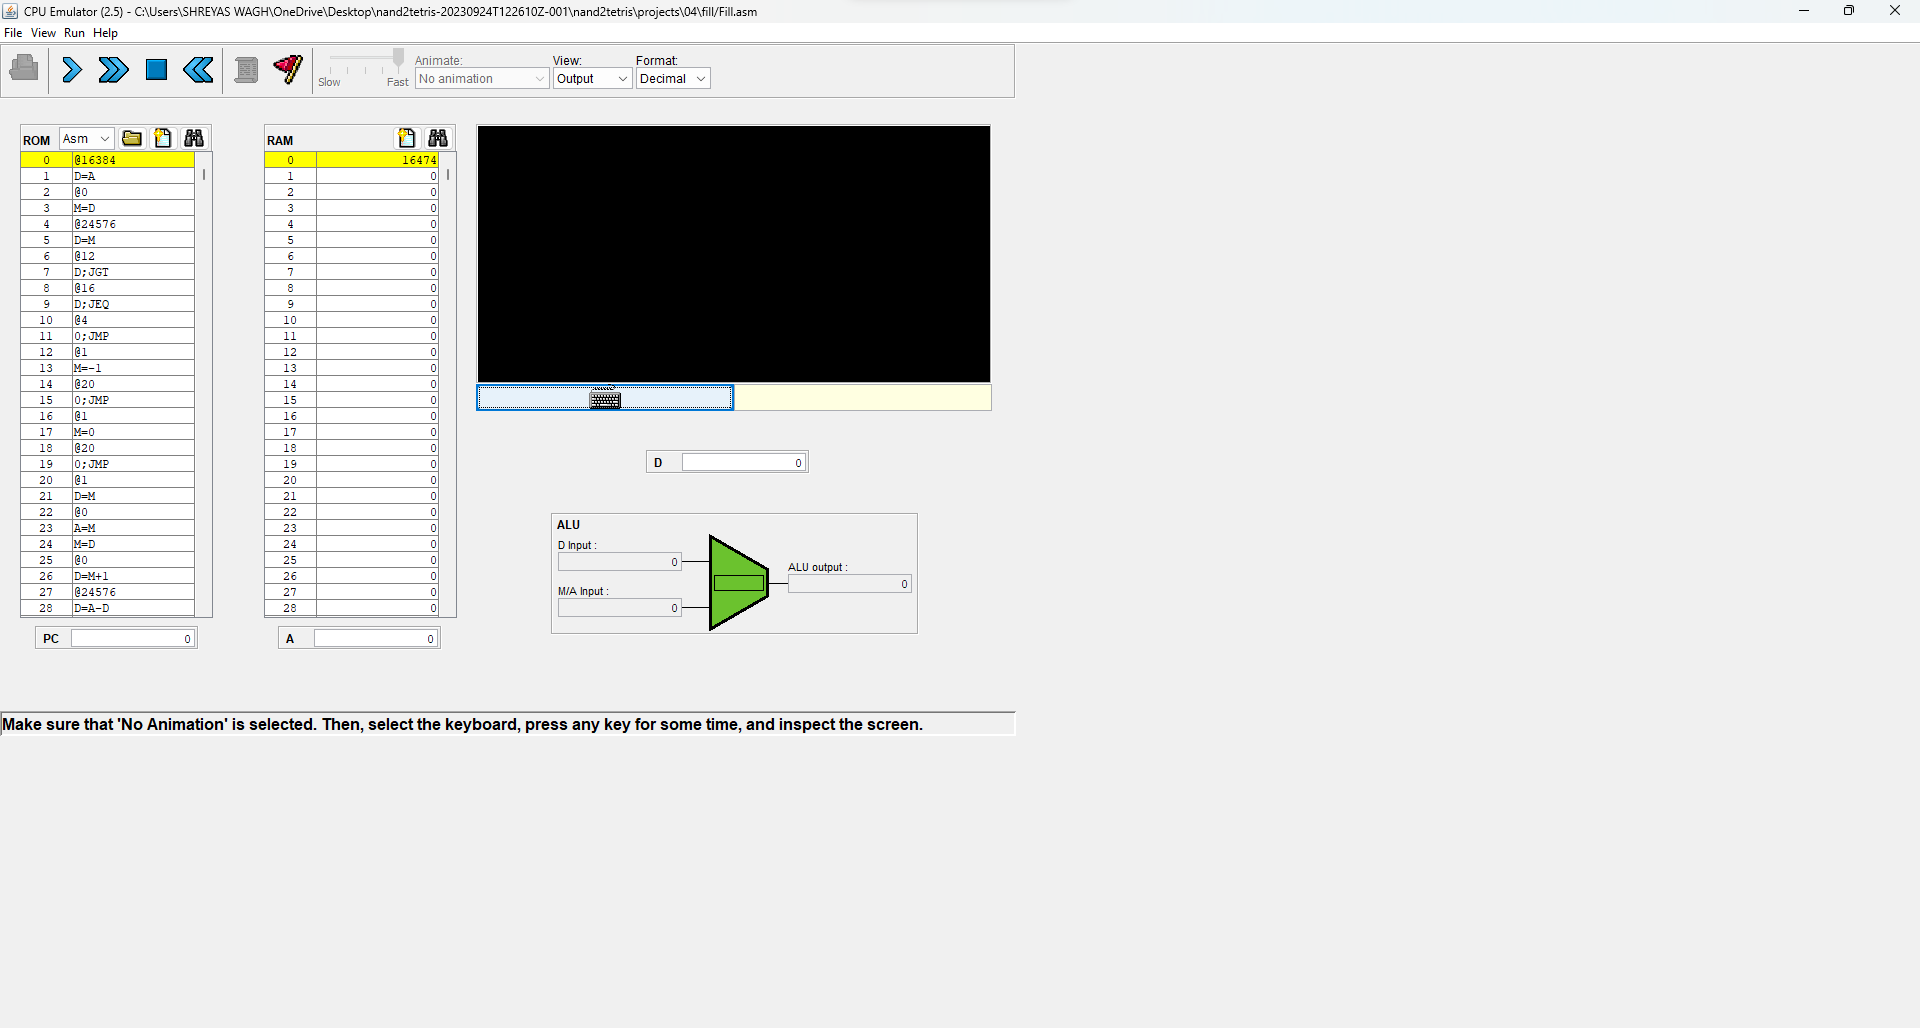 CPU Emulator (2.5) - C:\Users\SHREYAS WAGH\OneDrive\Desktop\nand2tetris-20230924T122610Z-001\nand2tetris\projects\04\fill/Fill.asm
File View Run Help
Animate: View: Format:
Slow Fast No animation Output Decimal
ROM Asm RAM
0 @16384 0 16474
1 D=A 1 0
2 @0 2 0
3 M=D 3 0
4 @24576 4 0
5 D=M 5 0
6 @12 6 0
7 D;JGT 7 0
8 @16 8 0
9 D;JEQ 9 0
10 @4 10 0
11 0;JMP 11 0
12 @1 12 0
13 M=-1 13 0
14 @20 14 0
15 0;JMP 15 0
16 @1 16 0
17 M=0 17 0
18 @20 18 0
19 0;JMP 19 0
20 @1 20 0
21 D=M 21 0
22 @0 22 0
23 A=M 23 0
24 M=D 24 0
25 @0 25 0
26 D=M+1 26 0
27 @24576 27 0
28 D=A-D 28 0
PC 0 A 0
D 0
ALU
D Input :
0
M/A Input :
0
ALU output :
0
Make sure that 'No Animation' is selected. Then, select the keyboard, press any key for some time, and inspect the screen.